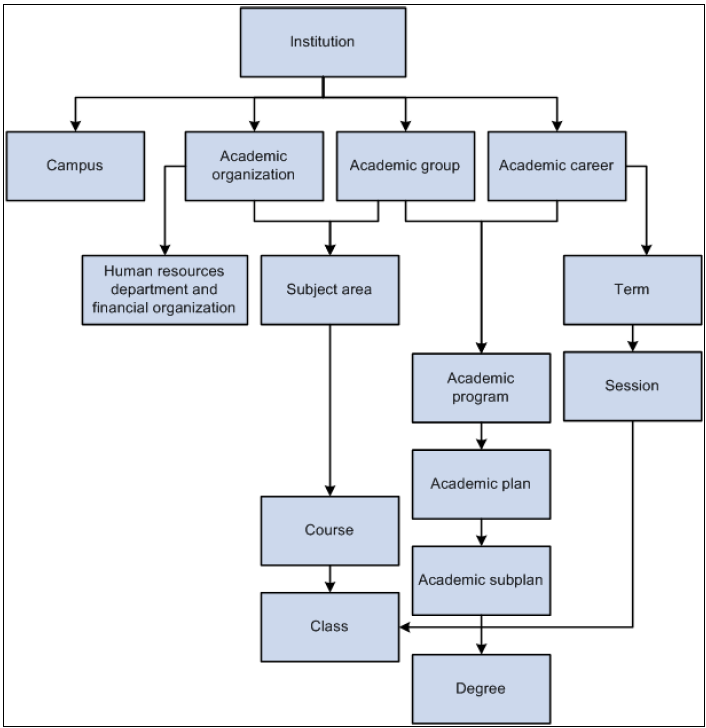 Institution
Campus
Academic
organization
Academic group
Academic career
Human resources
department and
financial organization
Subject area
Term
Academic
program
Session
Academic plan
Course
Academic subplan
Class
Degree